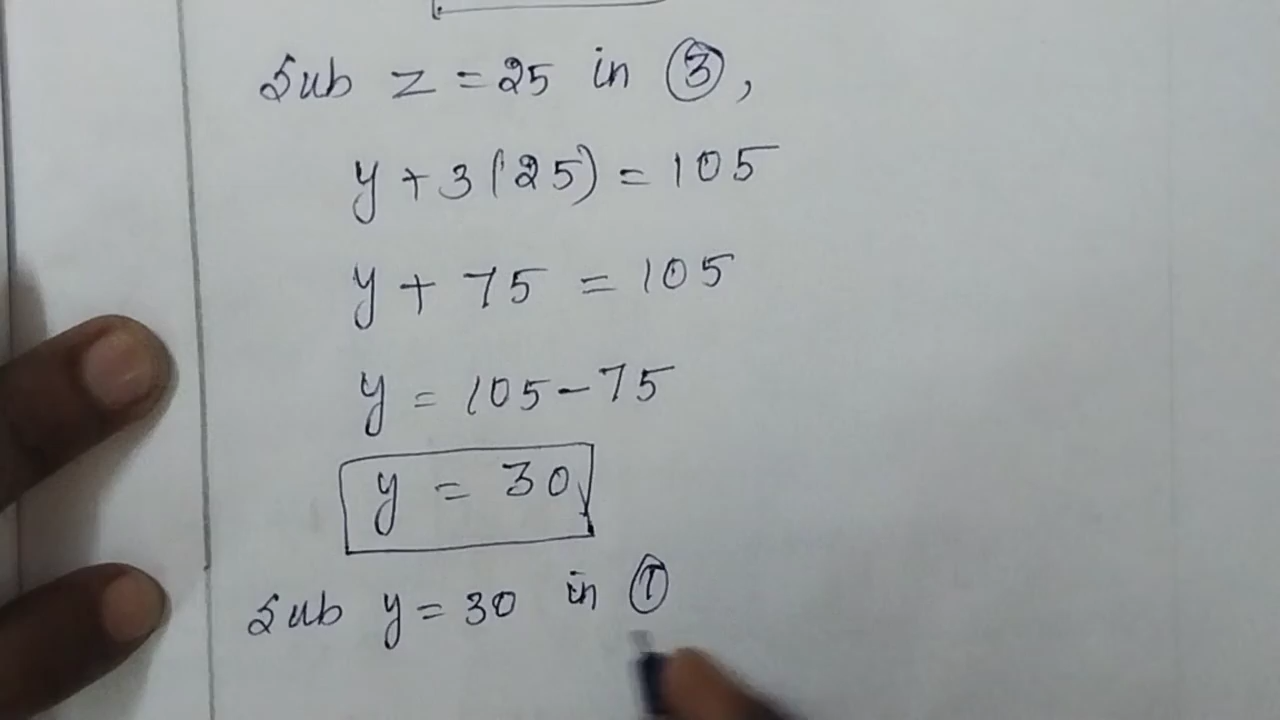 Sub z = 25 in ③,
y + 3(25) = 105
y + 75 = 105
y = 105 - 75
y = 30
Sub y = 30 in ①